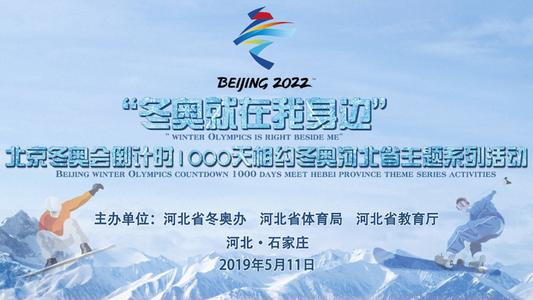 BEIJING 2022™
“冬奥就在我身边”
“ WINTER OLYMPICS IS RIGHT BESIDE ME”
北京冬奥会倒计时1000天相约冬奥河北省主题系列活动
BEIJING WINTER OLYMPICS COUNTDOWN 1000 DAYS MEET HEBEI PROVINCE THEME SERIES ACTIVITIES
主办单位：河北省冬奥办 河北省体育局 河北省教育厅
河北·石家庄
2019年5月11日